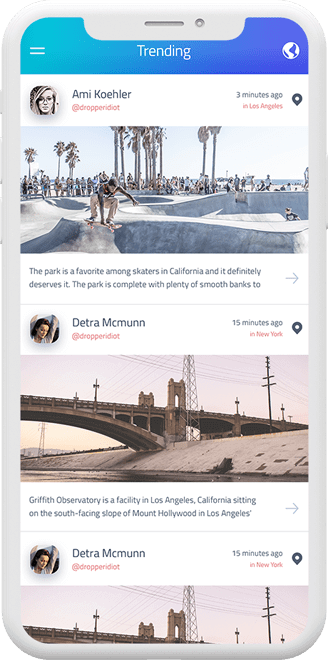 Trending
Ami Koehler
3 minutes ago
@dropperidiot
in Los Angeles
The park is a favorite among skaters in California and it definitely
deserves it. The park is complete with plenty of smooth banks to
Detra Mcmunn
15 minutes ago
@dropperidiot
in New York
Griffith Observatory is a facility in Los Angeles, California sitting
on the south-facing slope of Mount Hollywood in Los Angeles'
Detra Mcmunn
15 minutes ago
@dropperidiot
in New York